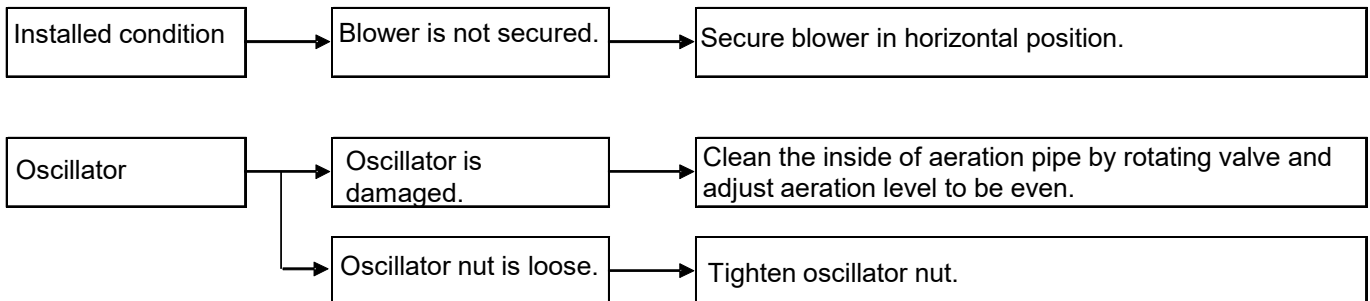 Installed condition
Blower is not secured.
Secure blower in horizontal position.
Oscillator
Oscillator is
damaged.
Clean the inside of aeration pipe by rotating valve and
adjust aeration level to be even.
Oscillator nut is loose.
Tighten oscillator nut.